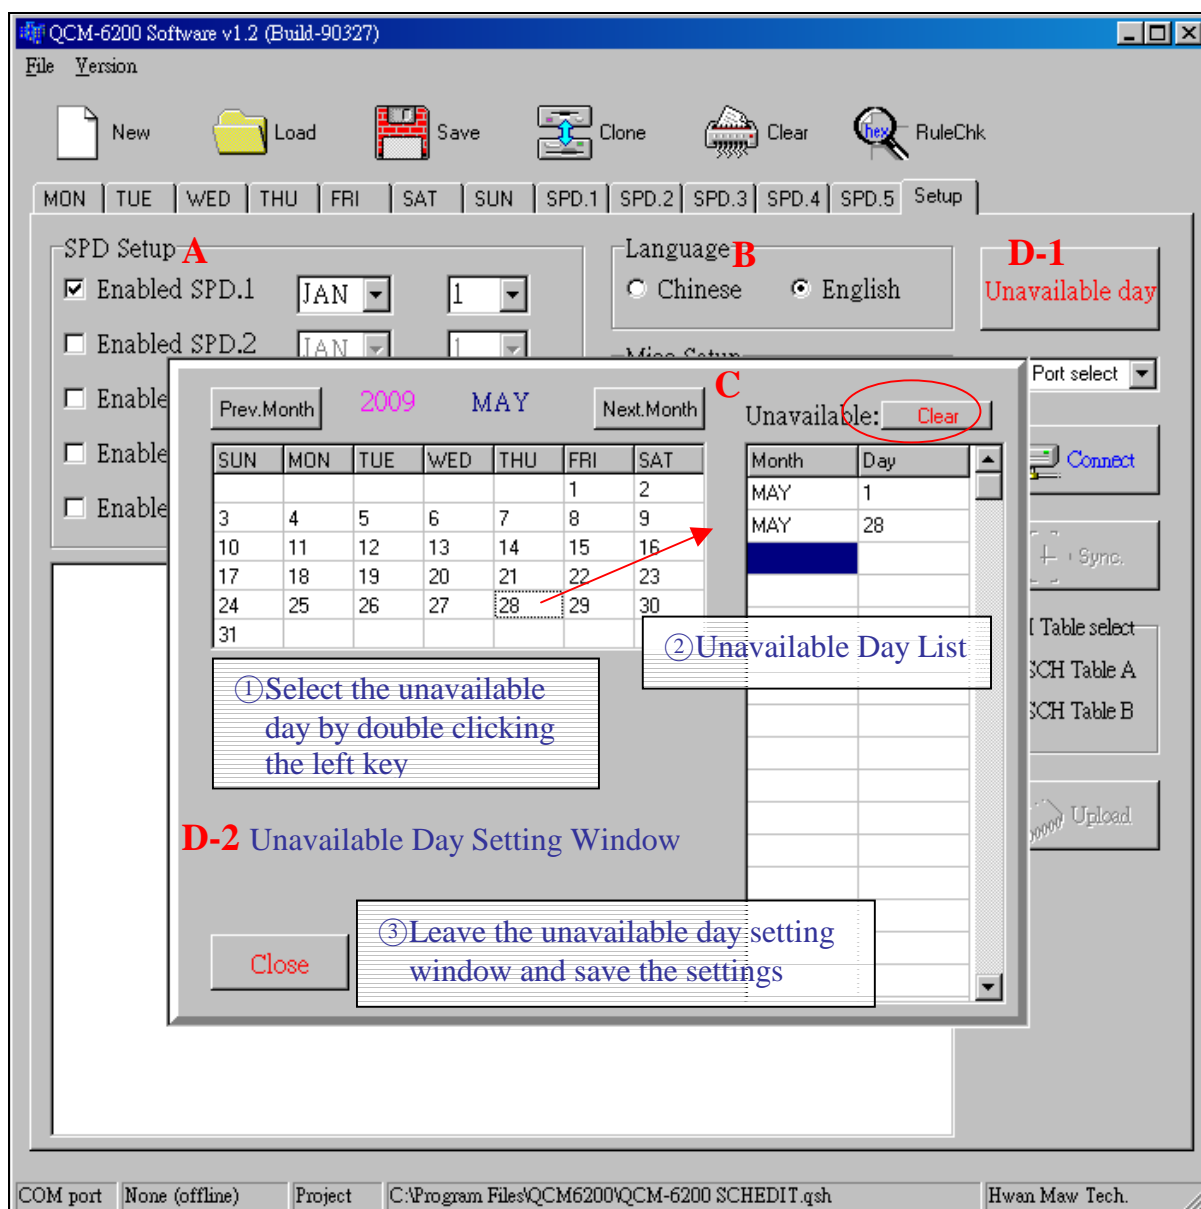 QCM-6200 Software v1.2 (Build-90327)
File Version
New Load Save Clone Clear hex RuleChk
MON TUE WED THU FRI SAT SUN SPD.1 SPD.2 SPD.3 SPD.4 SPD.5 Setup
SPD Setup A
Language B
D-1
Unavailable day
Enabled SPD.1 JAN 1
Chinese English
Enabled SPD.2 JAN 1
Misc Setup
Port select
Enable
Enable
Enable
Prev.Month 2009 MAY Next.Month
C
Unavailable: Clear
SUN MON TUE WED THU FRI SAT
1 2
3 4 5 6 7 8 9
10 11 12 13 14 15 16
17 18 19 20 21 22 23
24 25 26 27 28 29 30
31
Month Day
MAY 1
MAY 28
Connect
Sync.
Table select
SCH Table A
SCH Table B
Upload
①Select the unavailable
day by double clicking
the left key
②Unavailable Day List
D-2 Unavailable Day Setting Window
③Leave the unavailable day setting
window and save the settings
Close
COM port None (offline) Project C:\Program Files\QCM6200\QCM-6200 SCHEDIT.qsh Hwan Maw Tech.